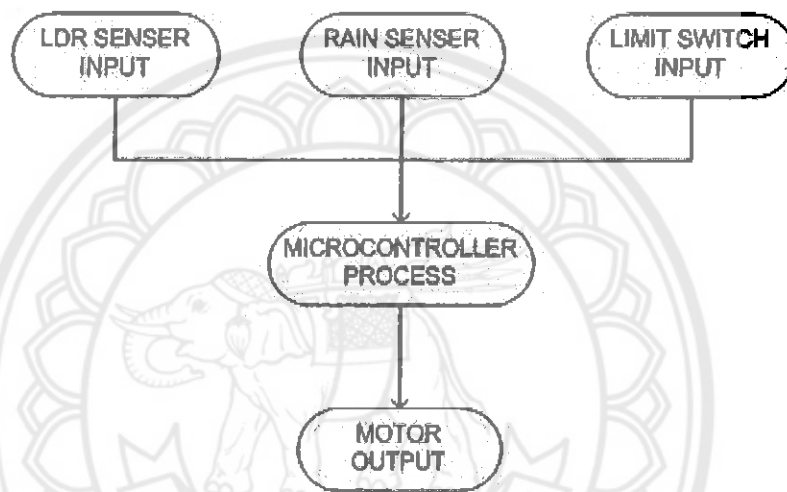 LDR SENSER
INPUT
RAIN SENSER
INPUT
LIMIT SWITCH
INPUT
MICROCONTROLLER
PROCESS
MOTOR
OUTPUT